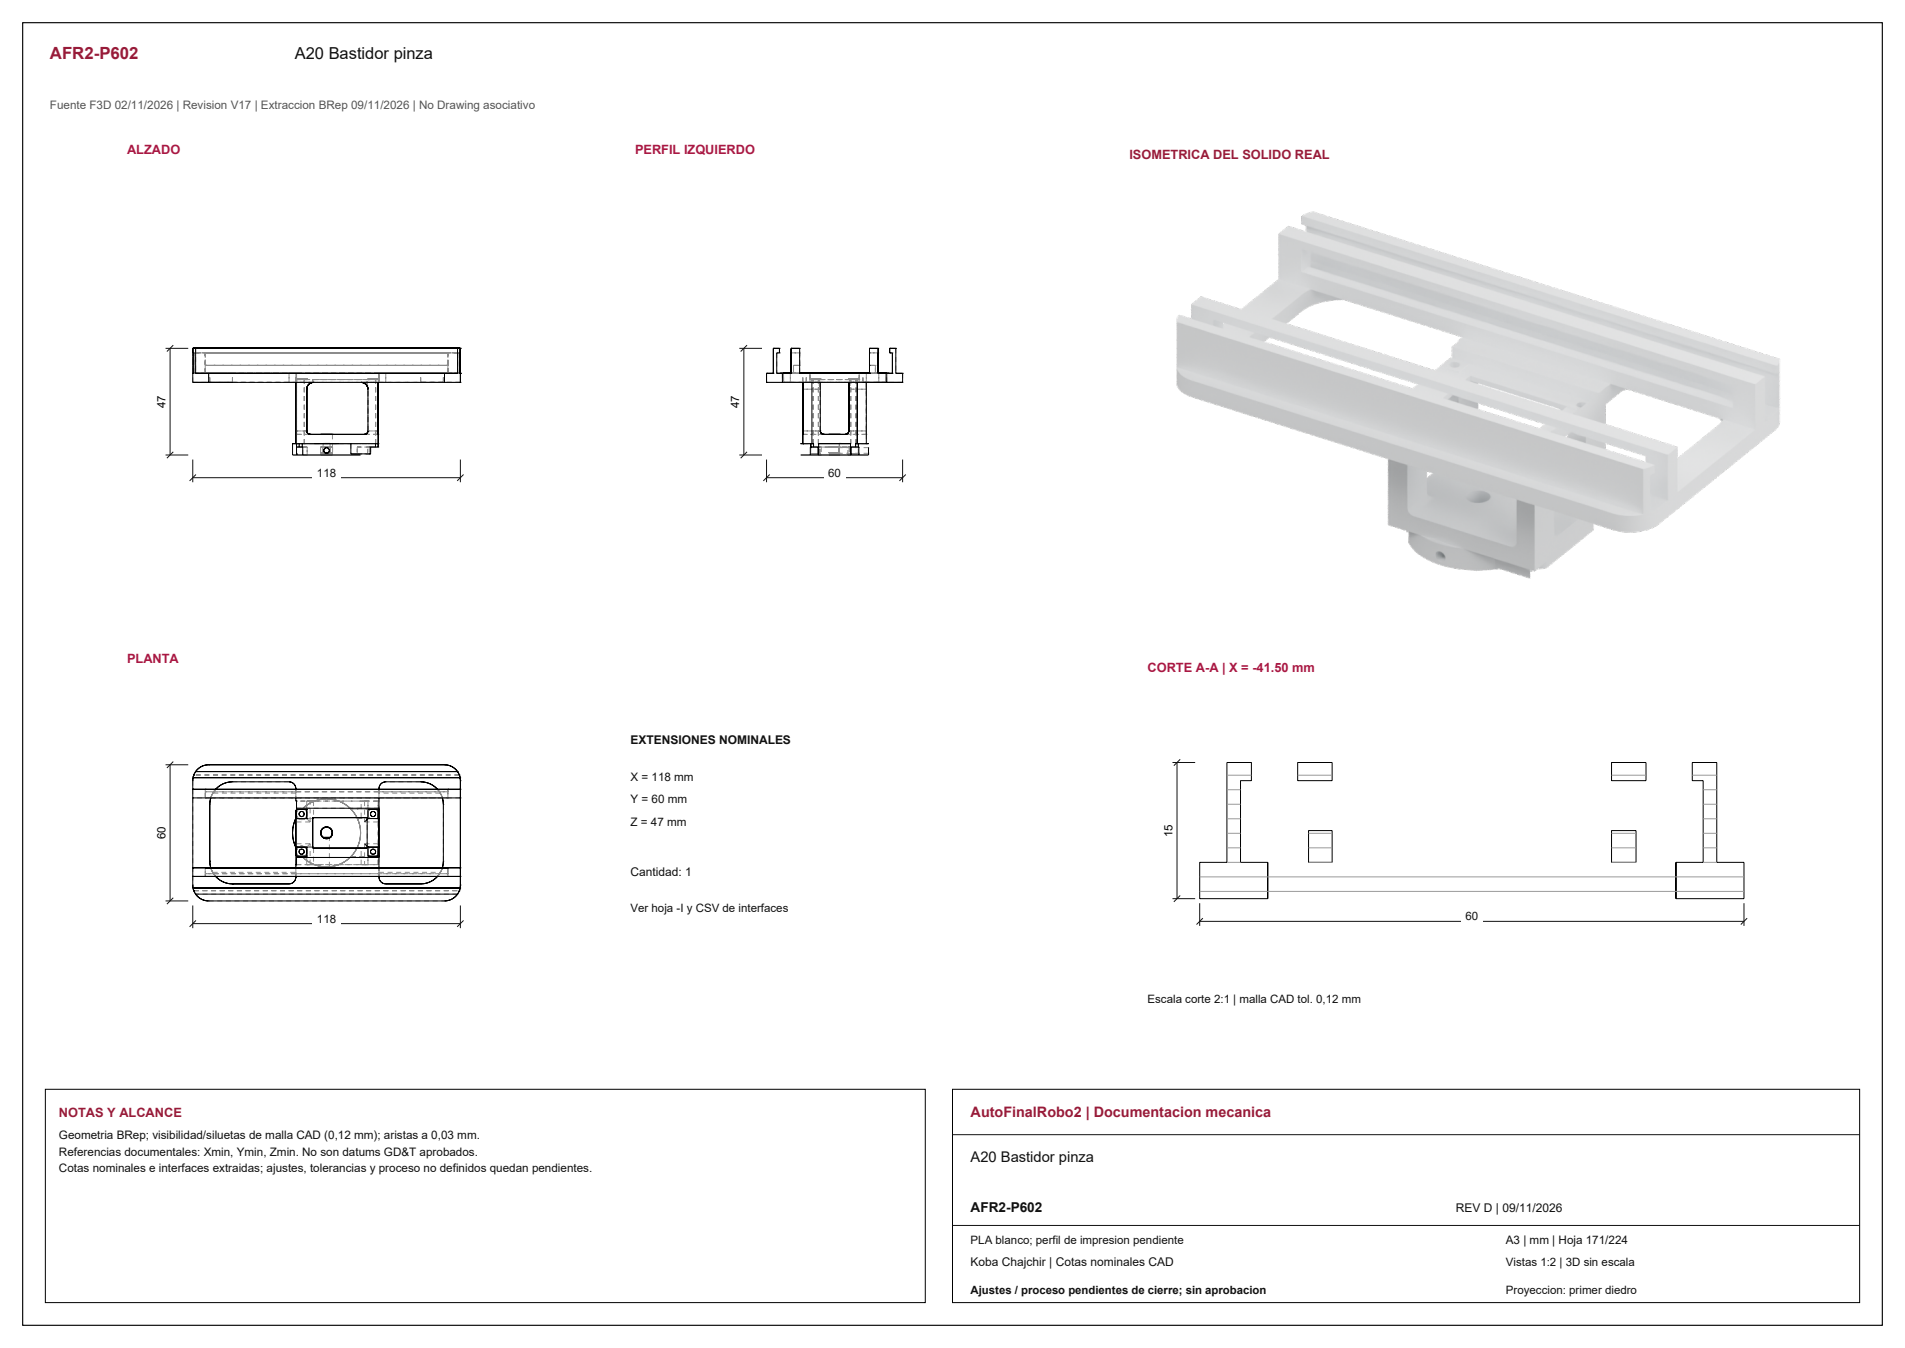 AFR2-P602 A20 Bastidor pinza
Fuente F3D 02/11/2026 | Revision V17 | Extraccion BRep 09/11/2026 | No Drawing asociativo
ALZADO
PERFIL IZQUIERDO
ISOMETRICA DEL SOLIDO REAL
47
118
47
60
PLANTA
60
118
EXTENSIONES NOMINALES
X = 118 mm
Y = 60 mm
Z = 47 mm
Cantidad: 1
Ver hoja -I y CSV de interfaces
CORTE A-A | X = -41.50 mm
15
60
Escala corte 2:1 | malla CAD tol. 0,12 mm
NOTAS Y ALCANCE
Geometria BRep; visibilidad/siluetas de malla CAD (0,12 mm); aristas a 0,03 mm.
Referencias documentales: Xmin, Ymin, Zmin. No son datums GD&T aprobados.
Cotas nominales e interfaces extraidas; ajustes, tolerancias y proceso no definidos quedan pendientes.
AutoFinalRobo2 | Documentacion mecanica
A20 Bastidor pinza
AFR2-P602 REV D | 09/11/2026
PLA blanco; perfil de impresion pendiente A3 | mm | Hoja 171/224
Koba Chajchir | Cotas nominales CAD Vistas 1:2 | 3D sin escala
Ajustes / proceso pendientes de cierre; sin aprobacion Proyeccion: primer diedro